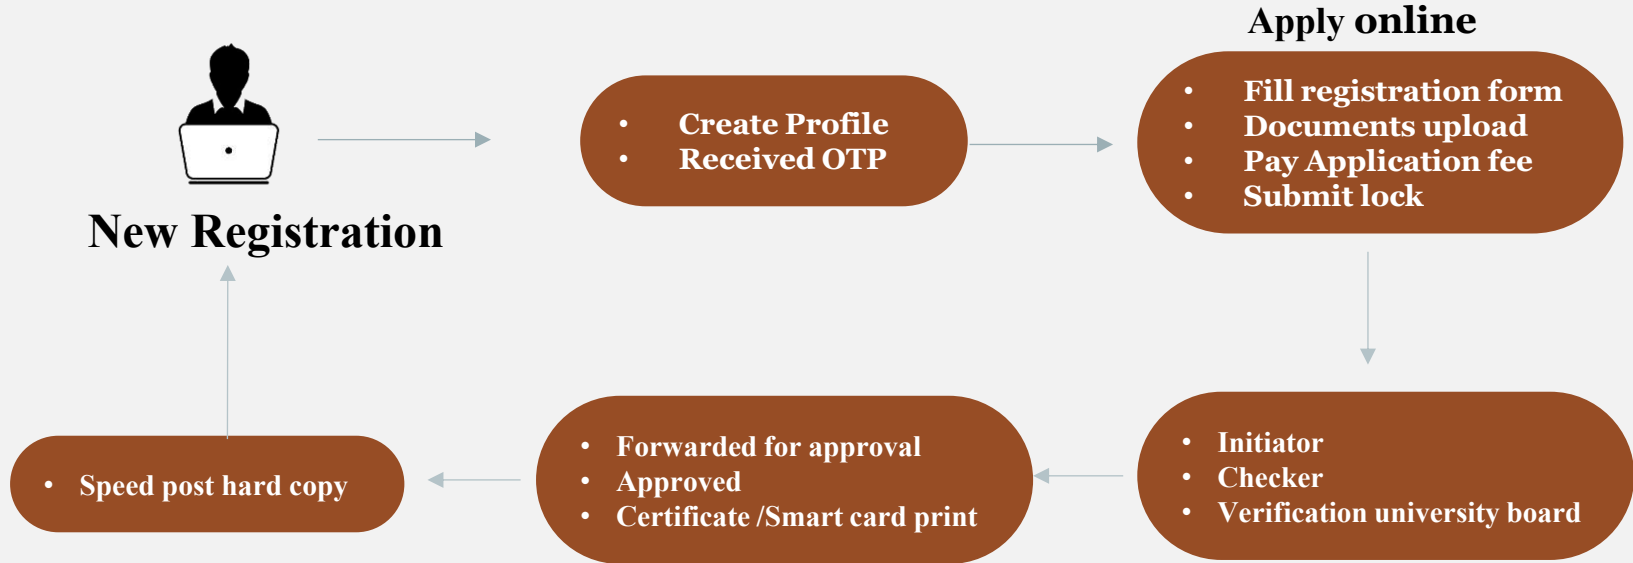 New Registration
• Create Profile
• Received OTP
Apply online
• Fill registration form
• Documents upload
• Pay Application fee
• Submit lock
• Initiator
• Checker
• Verification university board
• Forwarded for approval
• Approved
• Certificate /Smart card print
• Speed post hard copy